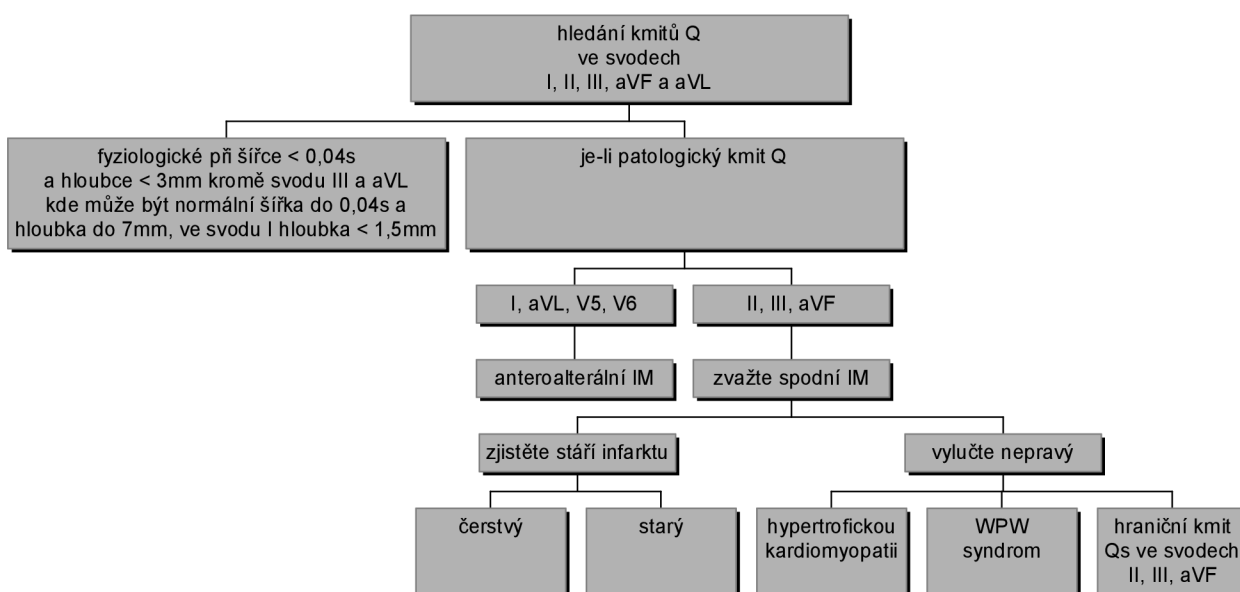 hledání kmitů Q
ve svodech
I, II, III, aVF a aVL
fyziologické při šířce < 0,04s
a hloubce < 3mm kromě svodu III a aVL
kde může být normální šířka do 0,04s a
hloubka do 7mm, ve svodu I hloubka < 1,5mm
je-li patologický kmit Q
I, aVL, V5, V6
II, III, aVF
anteroalterální IM
zvažte spodní IM
zjistěte stáří infarktu
vylučte nepravý
čerstvý
starý
hypertrofickou
kardiomyopatii
WPW
syndrom
hraniční kmit
Qs ve svodech
II, III, aVF